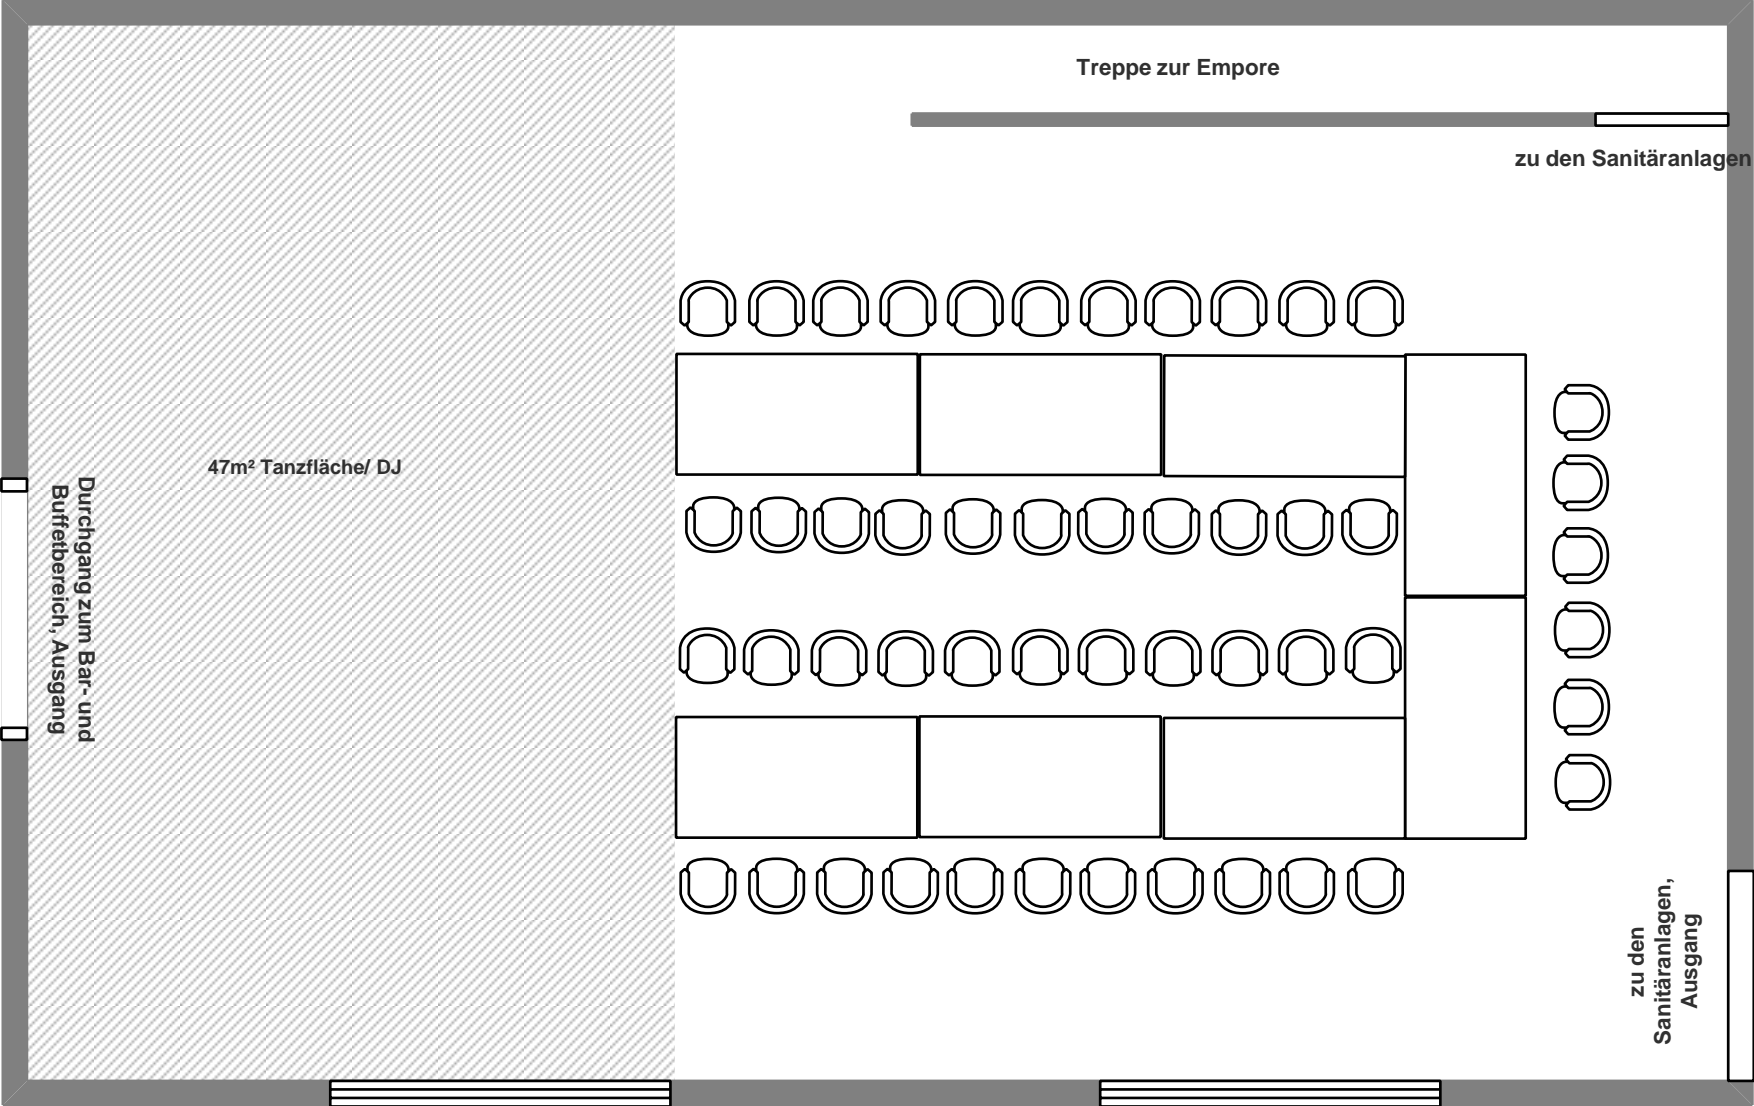 Treppe zur Empore
zu den Sanitäranlagen
47m² Tanzfläche/ DJ
Durchgang zum Bar- und
Buffetbereich, Ausgang
zu den
Sanitäranlagen,
Ausgang